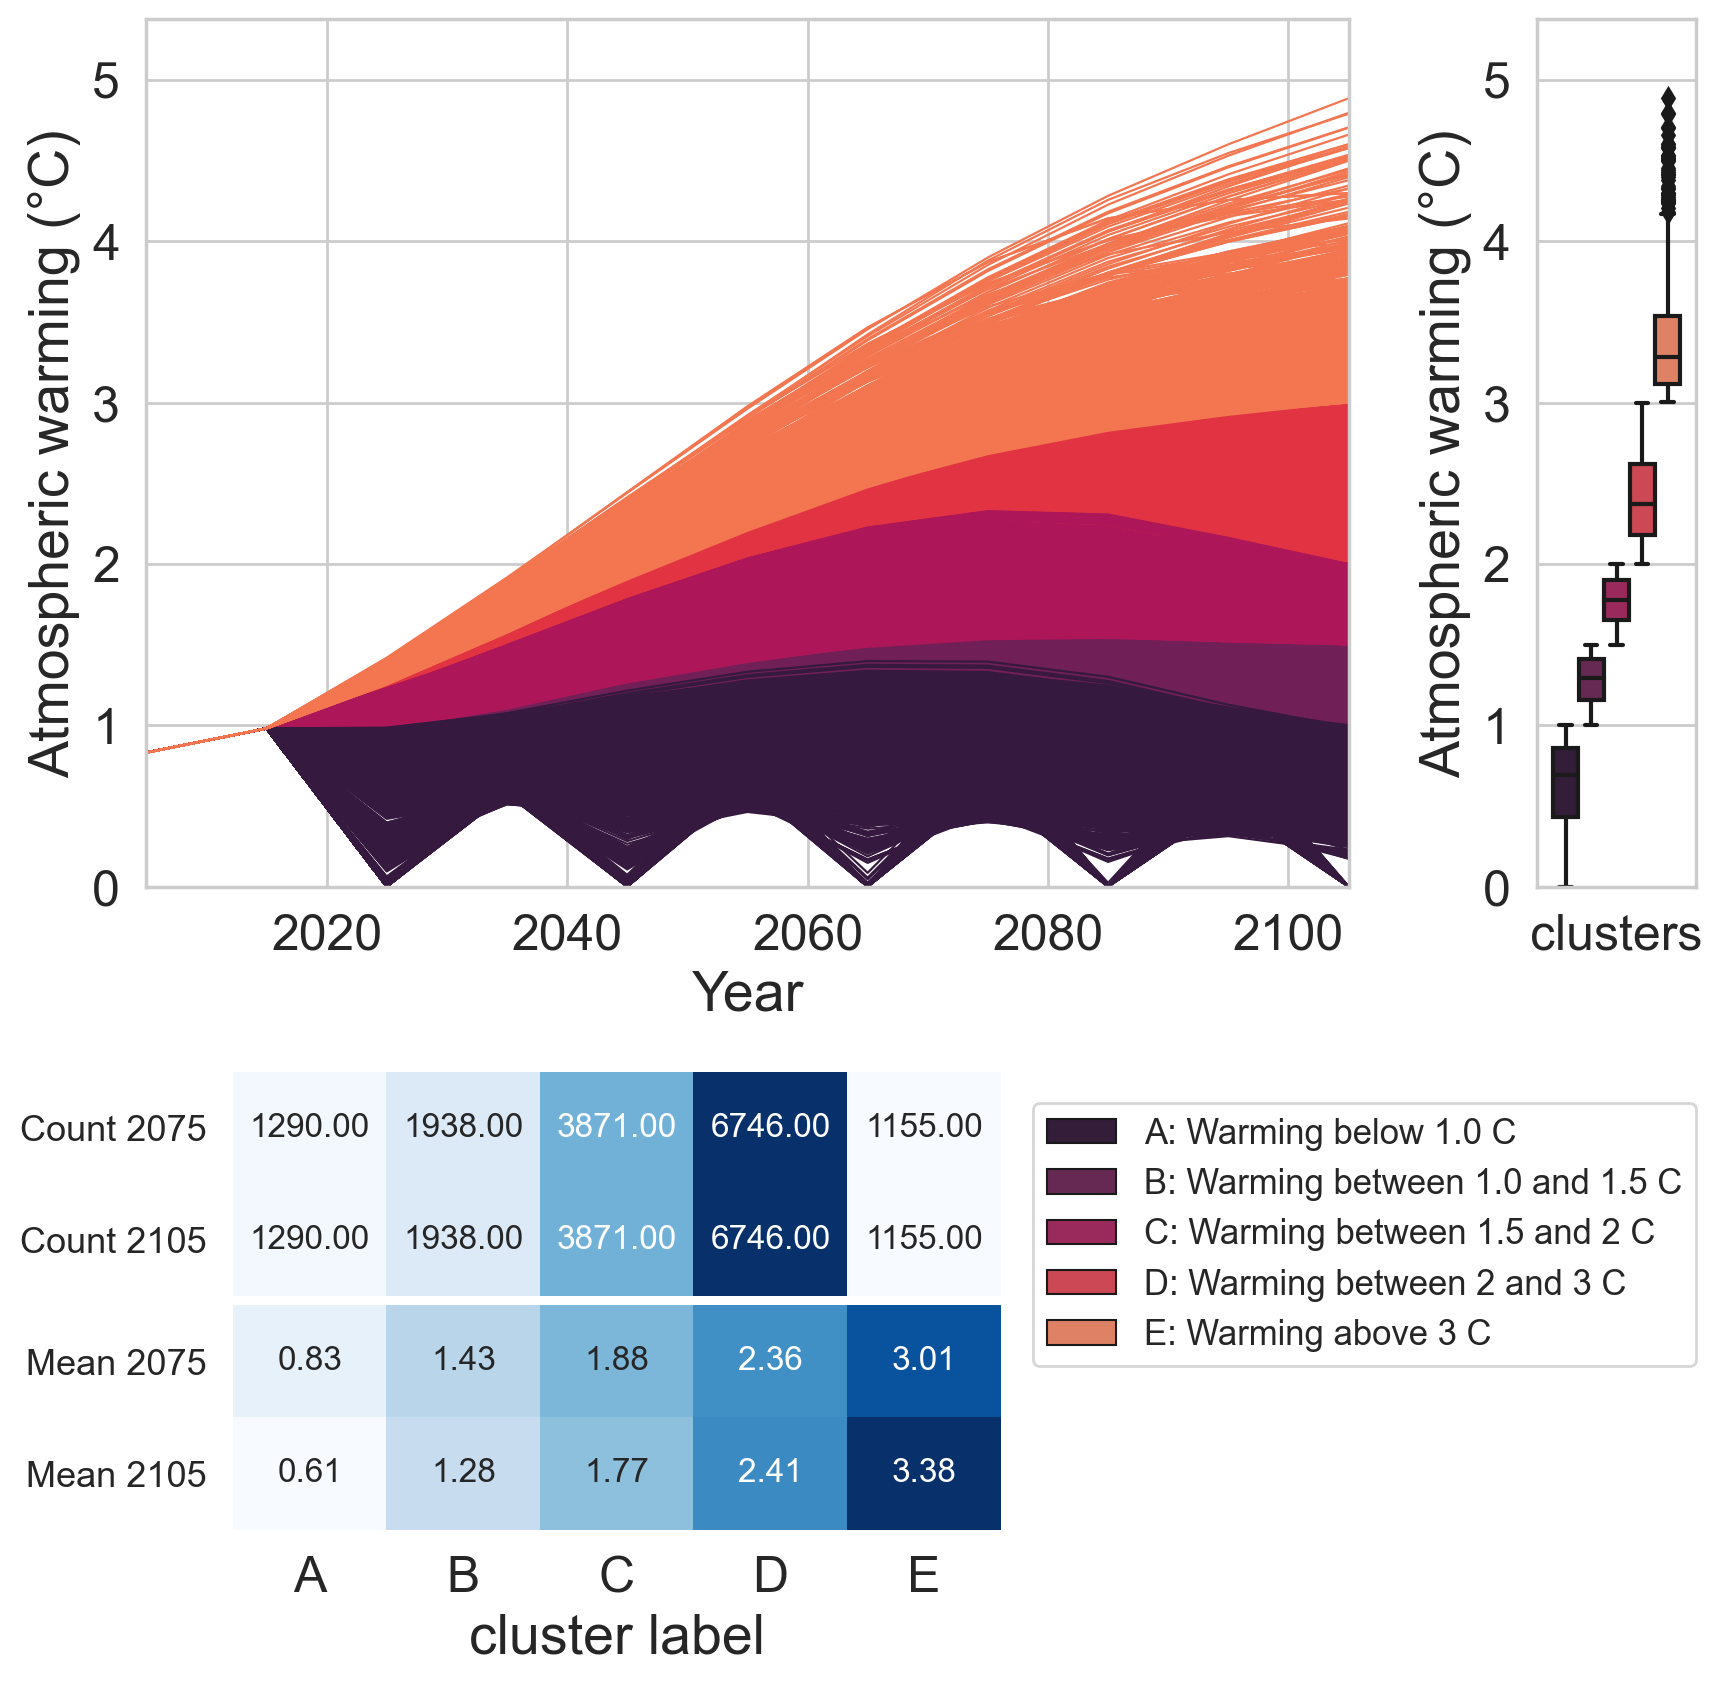 Atmospheric warming (°C)
5
4
3
2
1
0
2020 2040 2060 2080 2100
Year
Atmospheric warming (°C)
5
4
3
2
1
0
clusters
Count 2075 1290.00 1938.00 3871.00 6746.00 1155.00
Count 2105 1290.00 1938.00 3871.00 6746.00 1155.00
Mean 2075 0.83 1.43 1.88 2.36 3.01
Mean 2105 0.61 1.28 1.77 2.41 3.38
A B C D E
cluster label
A: Warming below 1.0 C
B: Warming between 1.0 and 1.5 C
C: Warming between 1.5 and 2 C
D: Warming between 2 and 3 C
E: Warming above 3 C